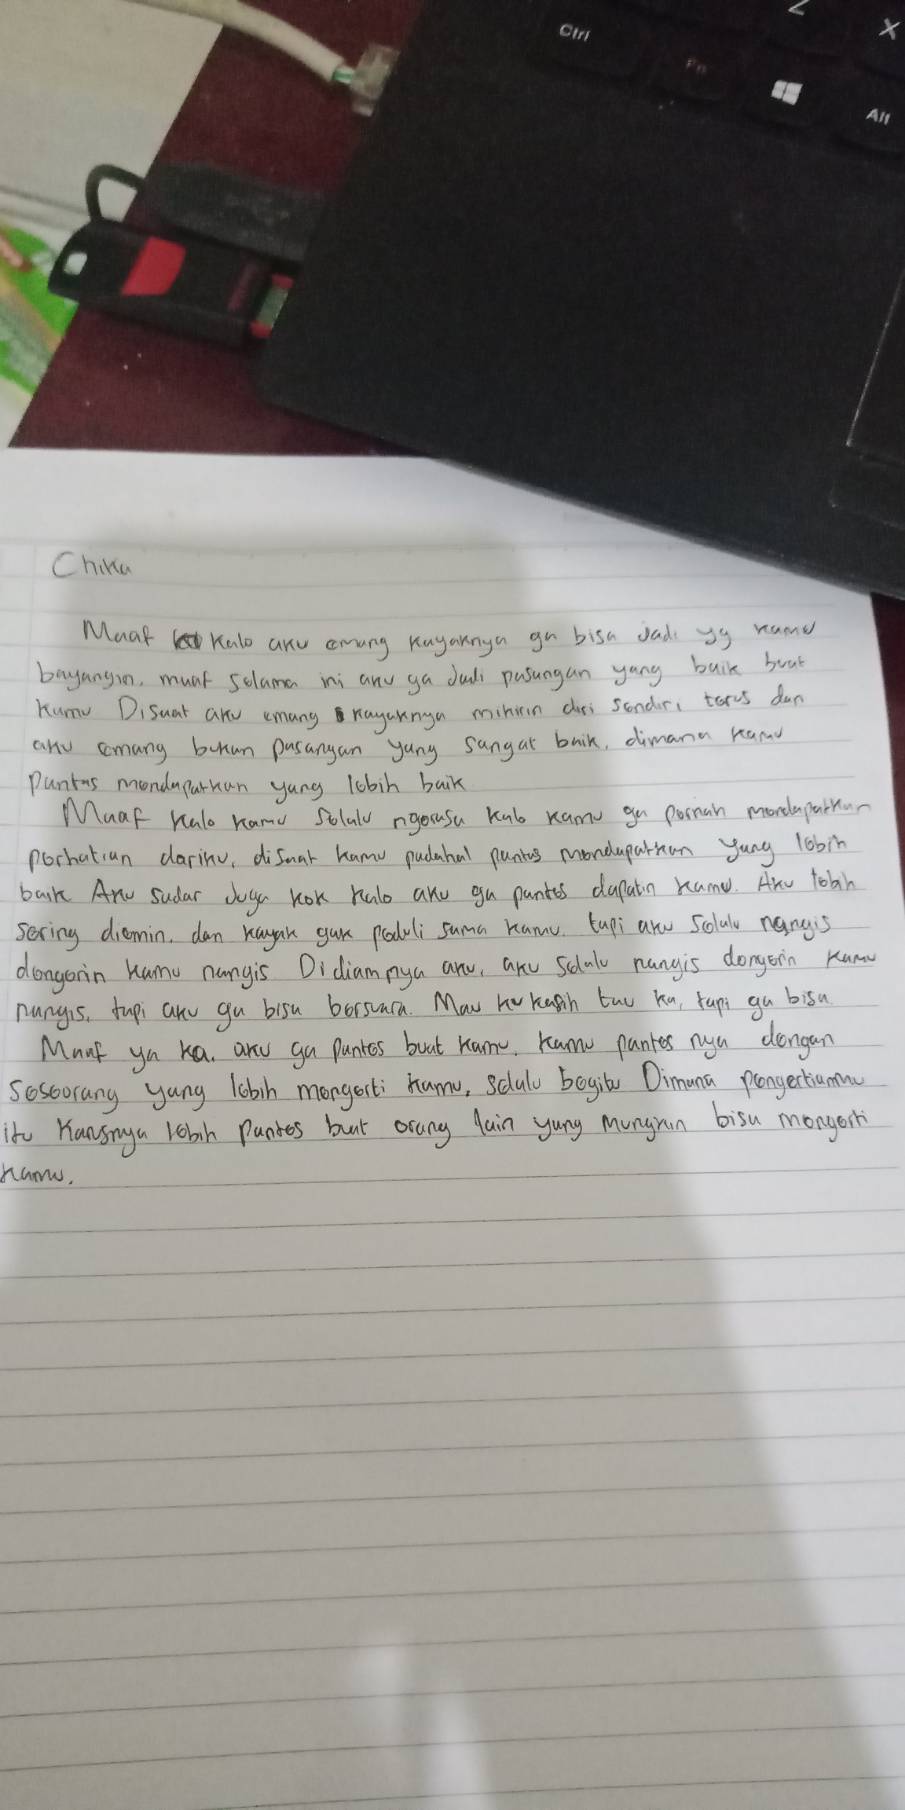 Ctrl
Fn
Alt
Z
X
Chika
Maaf kalo aku emang kayaknya ga bisa jadi yg kamu
bayangin, maaf selama ini aku ga jadi pasangan yang baik buat
kamu Disaat aku emang kayaknya mikirin diri sendiri terus dan
aku emang bukan pasangan yang sangat baik, dimana kamu
pantas mendapatkan yang lebih baik
Maaf kalo kamu selalu ngerasa kalo kamu ga pernah mendapatkan
perhatian dariku, disaat kamu padahal pantas mendapatkan yang lebih
baik Aku sadar juga kok kalo aku ga pantes dapatin kamu. Aku lebih
sering diemin, dan kayak gak peduli sama kamu. tapi aku selalu nangis
dengerin kamu nangis Didiamnya aku, aku selalu nangis dengerin kamu
nangis, tapi aku ga bisa bersuara. Mau ku kasih tau ka, tapi ga bisa
Maaf ya ka, aku ga pantes buat kamu. kamu pantes nya dengan
seseorang yang lebih mengerti kamu, selalu begitu Dimana pengertianmu
itu Kansnya lebih pantes buat orang lain yang mungkin bisa mengerti
kamu.